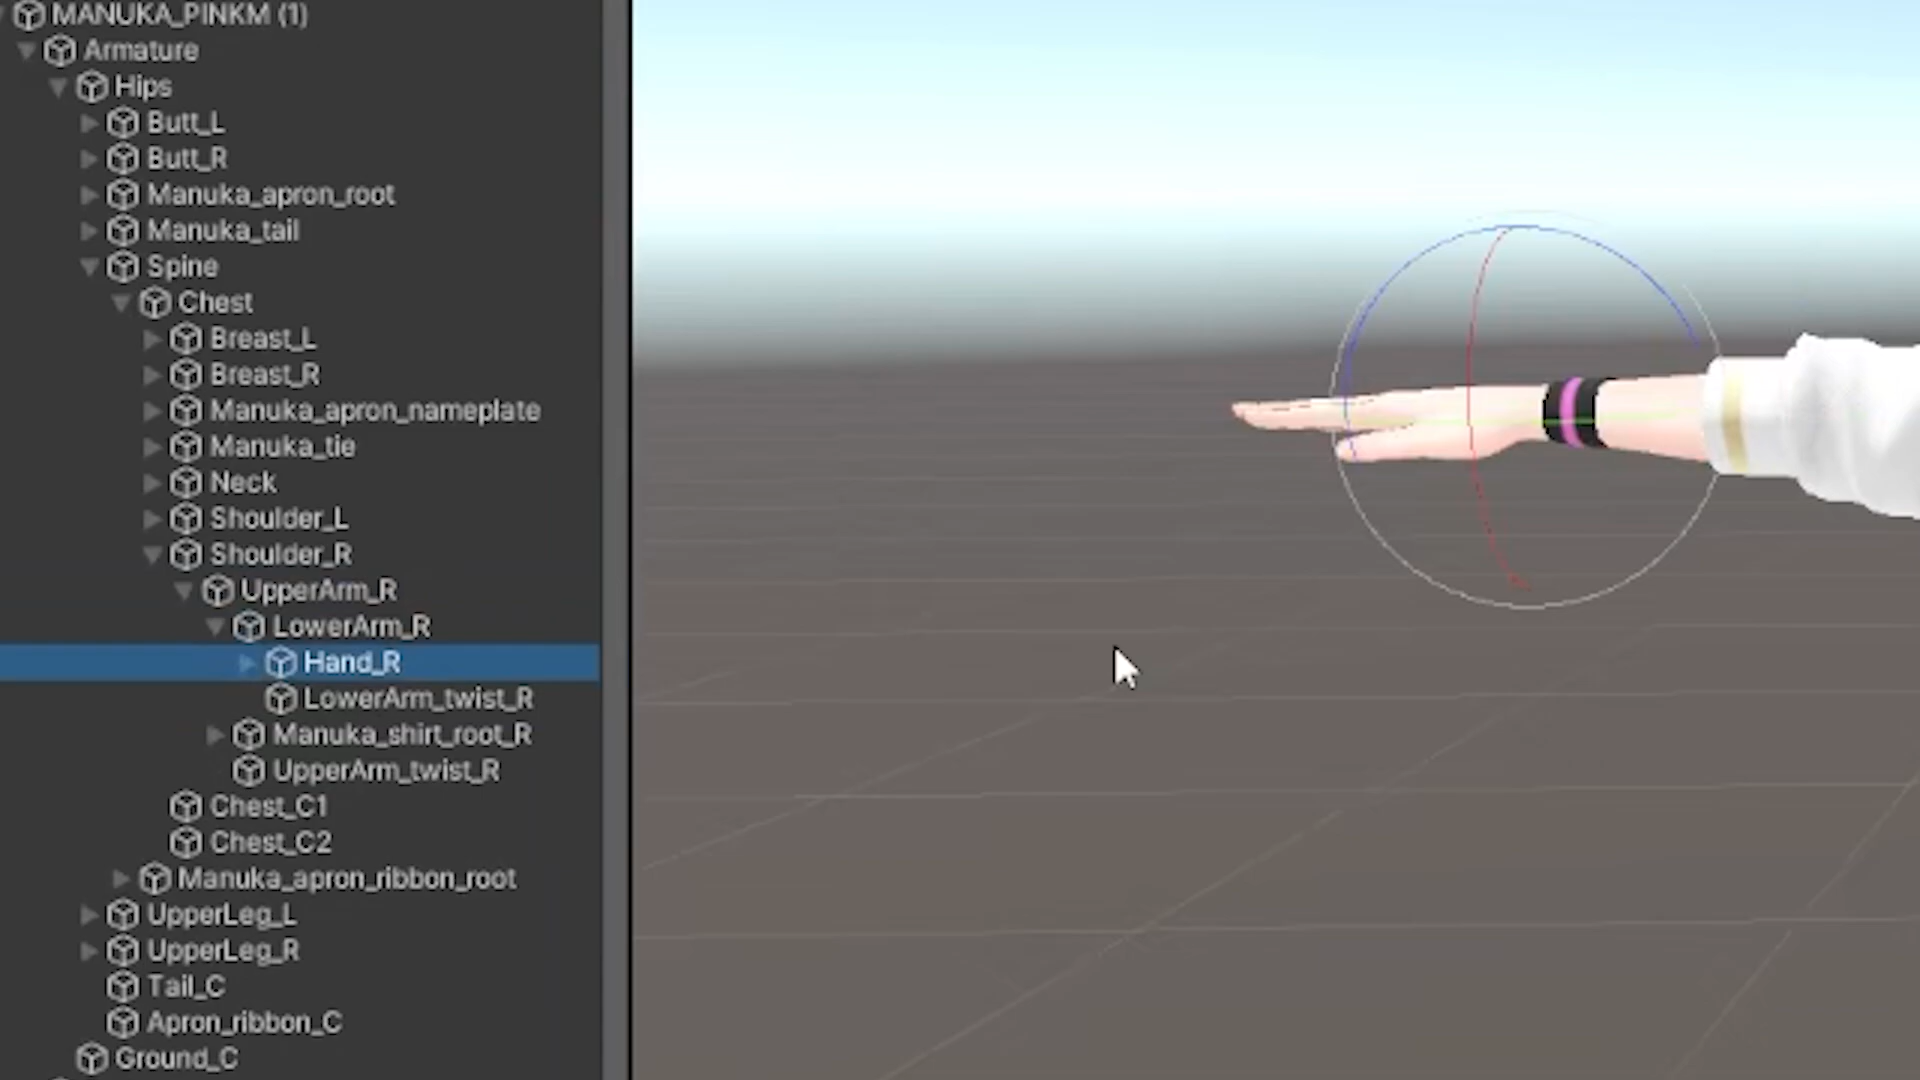 MANUKA_PINKM (1)
Armature
Hips
Butt_L
Butt_R
Manuka_apron_root
Manuka_tail
Spine
Chest
Breast_L
Breast_R
Manuka_apron_nameplate
Manuka_tie
Neck
Shoulder_L
Shoulder_R
UpperArm_R
LowerArm_R
Hand_R
LowerArm_twist_R
Manuka_shirt_root_R
UpperArm_twist_R
Chest_C1
Chest_C2
Manuka_apron_ribbon_root
UpperLeg_L
UpperLeg_R
Tail_C
Apron_ribbon_C
Ground_C